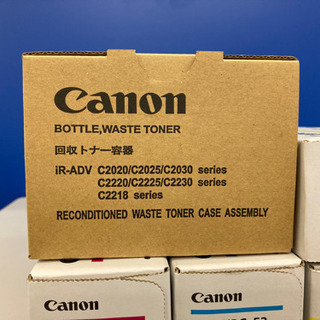 Canon
BOTTLE,WASTE TONER
回収トナー容器
iR-ADV C2020/C2025/C2030 series
C2220/C2225/C2230 series
C2218 series
RECONDITIONED WASTE TONER CASE ASSEMBLY
Canon
Canon